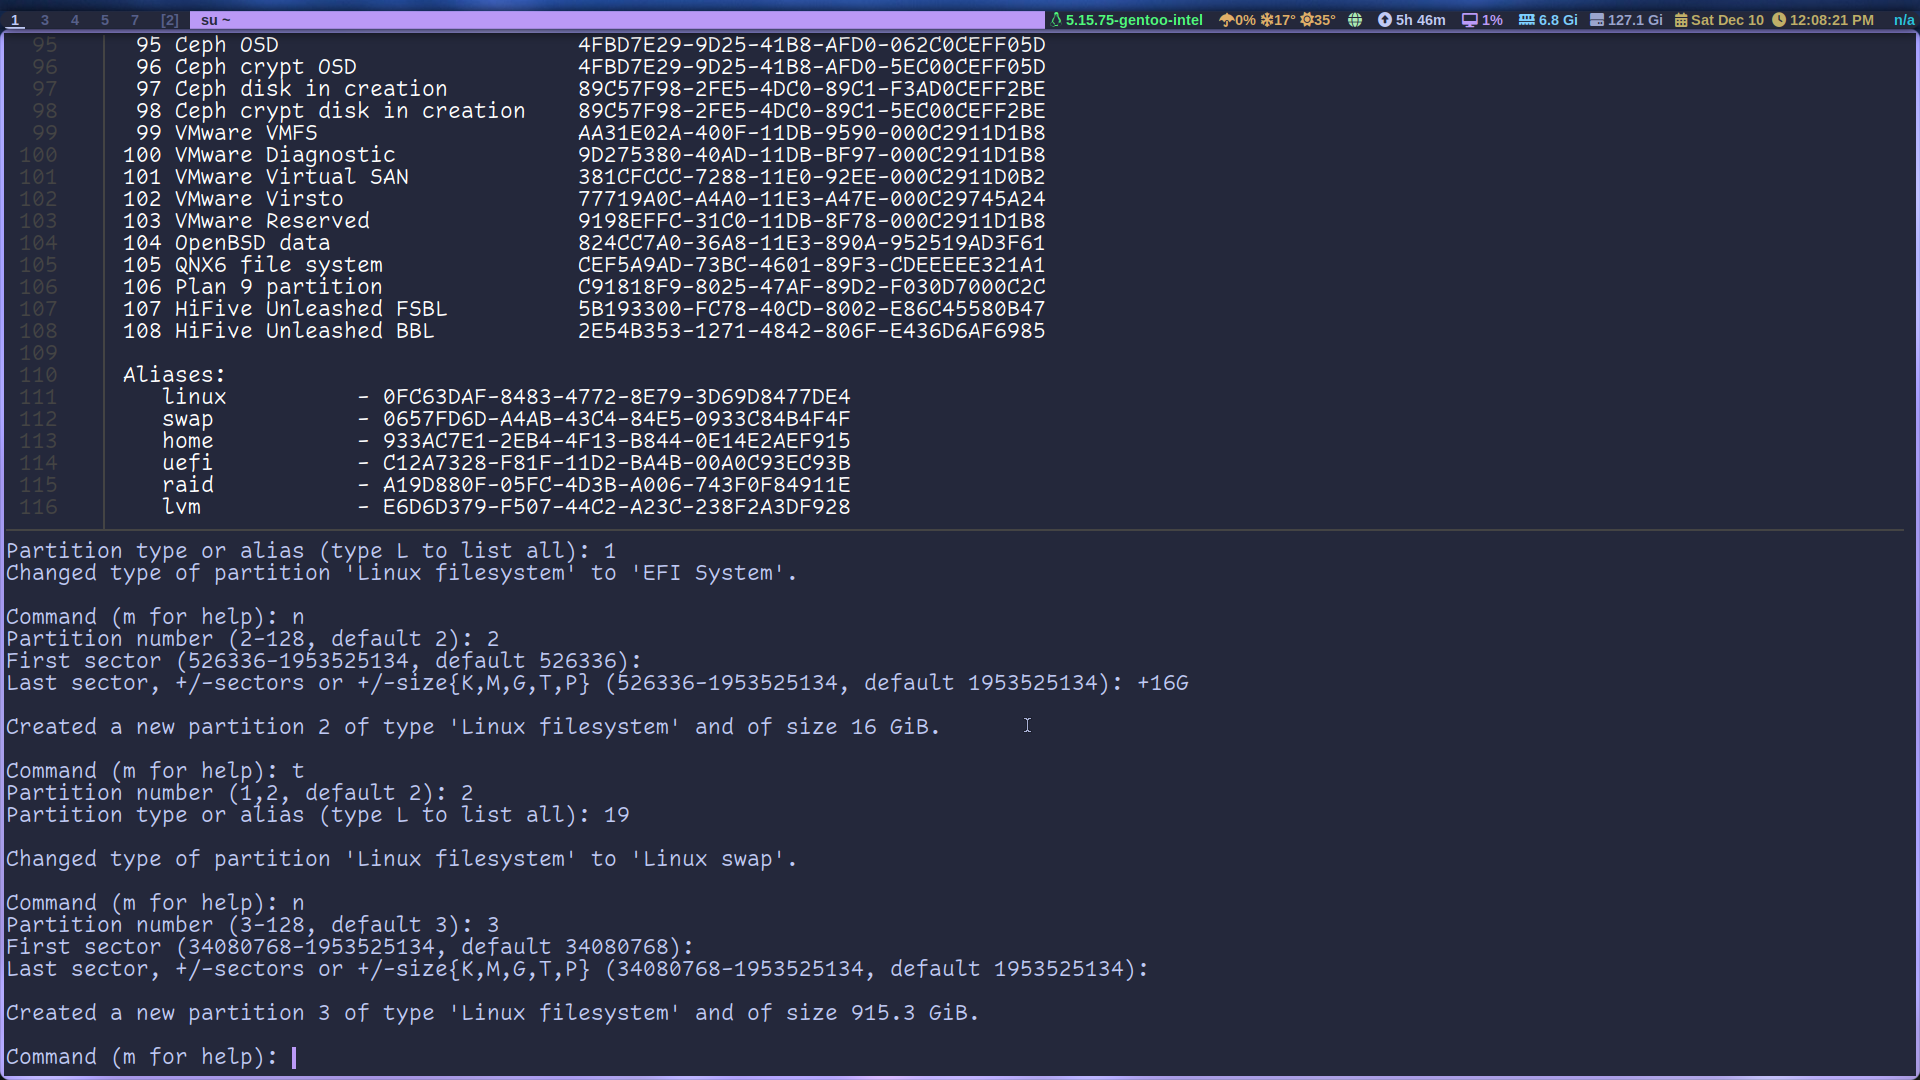 1 3 4 5 7 [2] su ~ 5.15.75-gentoo-intel 0% 17° 35° 5h 46m 1% 6.8 Gi 127.1 Gi Sat Dec 10 12:08:21 PM n/a
95 95 Ceph OSD 4FBD7E29-9D25-41B8-AFD0-062C0CEFF05D
96 96 Ceph crypt OSD 4FBD7E29-9D25-41B8-AFD0-5EC00CEFF05D
97 97 Ceph disk in creation 89C57F98-2FE5-4DC0-89C1-F3AD0CEFF2BE
98 98 Ceph crypt disk in creation 89C57F98-2FE5-4DC0-89C1-5EC00CEFF2BE
99 99 VMware VMFS AA31E02A-400F-11DB-9590-000C2911D1B8
100 100 VMware Diagnostic 9D275380-40AD-11DB-BF97-000C2911D1B8
101 101 VMware Virtual SAN 381CFCCC-7288-11E0-92EE-000C2911D0B2
102 102 VMware Virsto 77719A0C-A4A0-11E3-A47E-000C29745A24
103 103 VMware Reserved 9198EFFC-31C0-11DB-8F78-000C2911D1B8
104 104 OpenBSD data 824CC7A0-36A8-11E3-890A-952519AD3F61
105 105 QNX6 file system CEF5A9AD-73BC-4601-89F3-CDEEEEE321A1
106 106 Plan 9 partition C91818F9-8025-47AF-89D2-F030D7000C2C
107 107 HiFive Unleashed FSBL 5B193300-FC78-40CD-8002-E86C45580B47
108 108 HiFive Unleashed BBL 2E54B353-1271-4842-806F-E436D6AF6985
109
110 Aliases:
111 linux - 0FC63DAF-8483-4772-8E79-3D69D8477DE4
112 swap - 0657FD6D-A4AB-43C4-84E5-0933C84B4F4F
113 home - 933AC7E1-2EB4-4F13-B844-0E14E2AEF915
114 uefi - C12A7328-F81F-11D2-BA4B-00A0C93EC93B
115 raid - A19D880F-05FC-4D3B-A006-743F0F84911E
116 lvm - E6D6D379-F507-44C2-A23C-238F2A3DF928
Partition type or alias (type L to list all): 1
Changed type of partition 'Linux filesystem' to 'EFI System'.
Command (m for help): n
Partition number (2-128, default 2): 2
First sector (526336-1953525134, default 526336):
Last sector, +/-sectors or +/-size{K,M,G,T,P} (526336-1953525134, default 1953525134): +16G
Created a new partition 2 of type 'Linux filesystem' and of size 16 GiB.
Command (m for help): t
Partition number (1,2, default 2): 2
Partition type or alias (type L to list all): 19
Changed type of partition 'Linux filesystem' to 'Linux swap'.
Command (m for help): n
Partition number (3-128, default 3): 3
First sector (34080768-1953525134, default 34080768):
Last sector, +/-sectors or +/-size{K,M,G,T,P} (34080768-1953525134, default 1953525134):
Created a new partition 3 of type 'Linux filesystem' and of size 915.3 GiB.
Command (m for help):